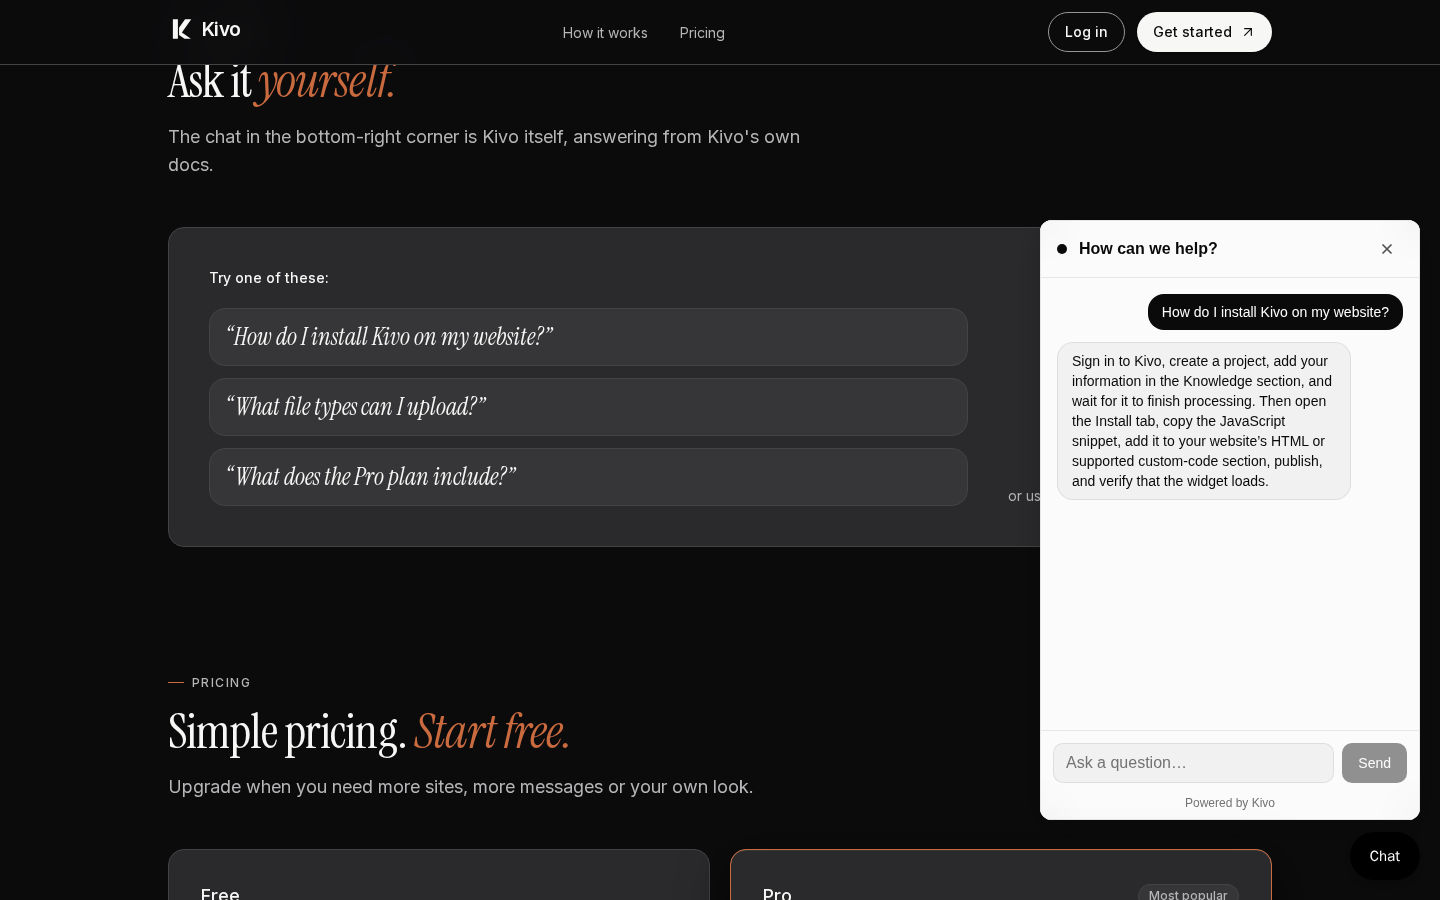 Kivo
How it works
Pricing
Log in
Get started
Ask it yourself.
The chat in the bottom-right corner is Kivo itself, answering from Kivo's own
docs.
Try one of these:
“How do I install Kivo on my website?”
“What file types can I upload?”
“What does the Pro plan include?”
or us
How can we help?
How do I install Kivo on my website?
Sign in to Kivo, create a project, add your
information in the Knowledge section, and
wait for it to finish processing. Then open
the Install tab, copy the JavaScript
snippet, add it to your website’s HTML or
supported custom-code section, publish,
and verify that the widget loads.
Ask a question…
Send
Powered by Kivo
Chat
PRICING
Simple pricing. Start free.
Upgrade when you need more sites, more messages or your own look.
Free
Pro
Most popular